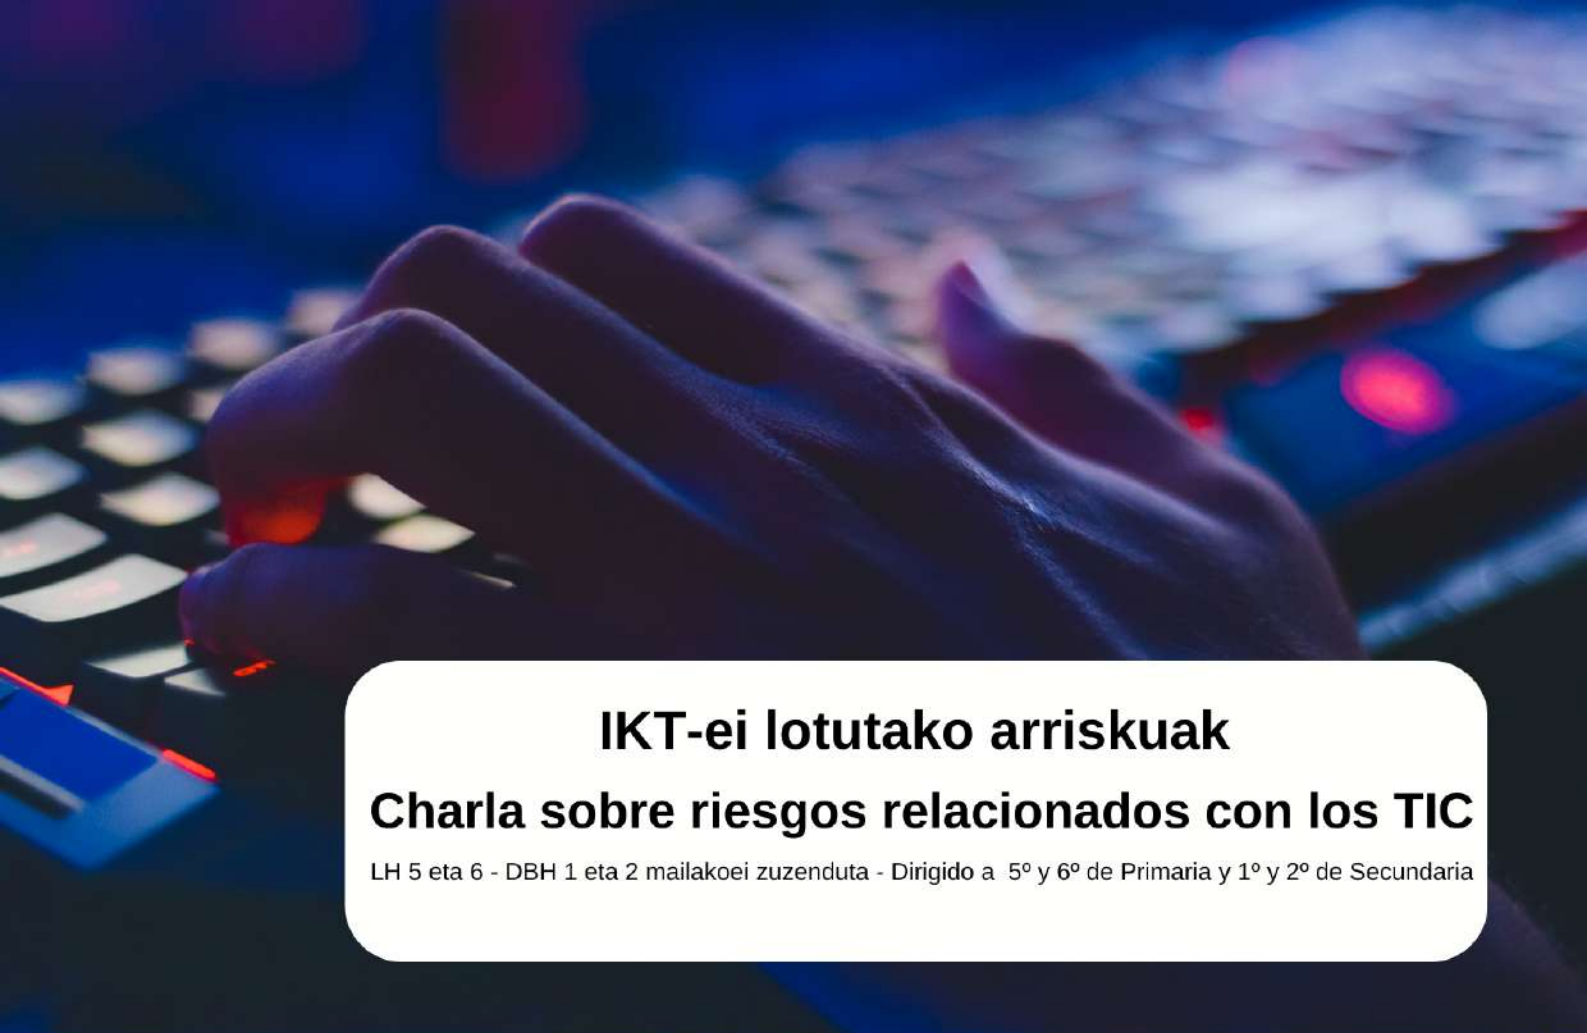 IKT-ei lotutako arriskuak
Charla sobre riesgos relacionados con los TIC
LH 5 eta 6 - DBH 1 eta 2 mailakoei zuzenduta - Dirigido a 5º y 6º de Primaria y 1º y 2º de Secundaria